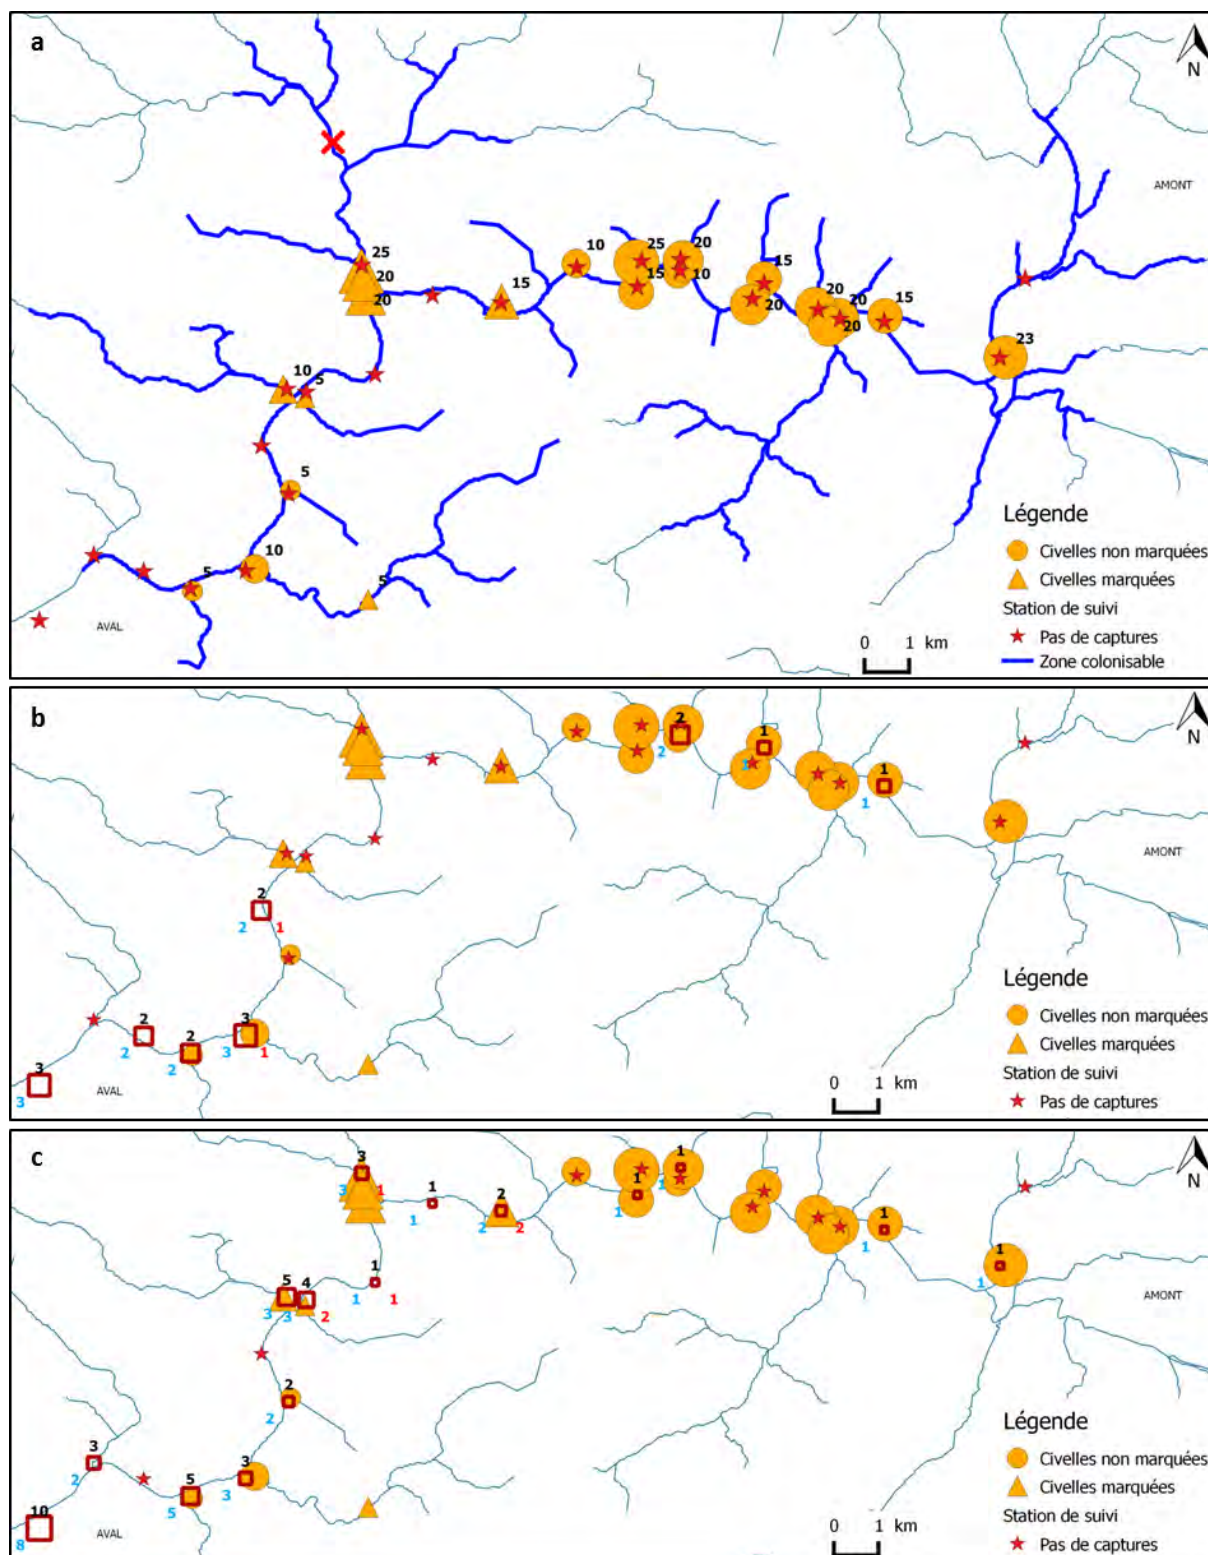 a
N
AMONT
25
20
20
15
10
25
20
15
10
15
20
20
20
20
15
23
10
5
5
10
5
5
AVAL
Légende
Civelles non marquées
Civelles marquées
Station de suivi
Pas de captures
Zone colonisable
0 1 km
b
N
2
2
1
1
1
1
AMONT
2
2 1
2
2
2
2
3
3 1
3
3
AVAL
Légende
Civelles non marquées
Civelles marquées
Station de suivi
Pas de captures
0 1 km
c
N
3
3 1
1
1
2
2 2
1
1
1
1
1
1
1
1
AMONT
1
1 1
5
4
3 3 2
2
2
3
2
5
5
3
3
10
8
AVAL
Légende
Civelles non marquées
Civelles marquées
Station de suivi
Pas de captures
0 1 km